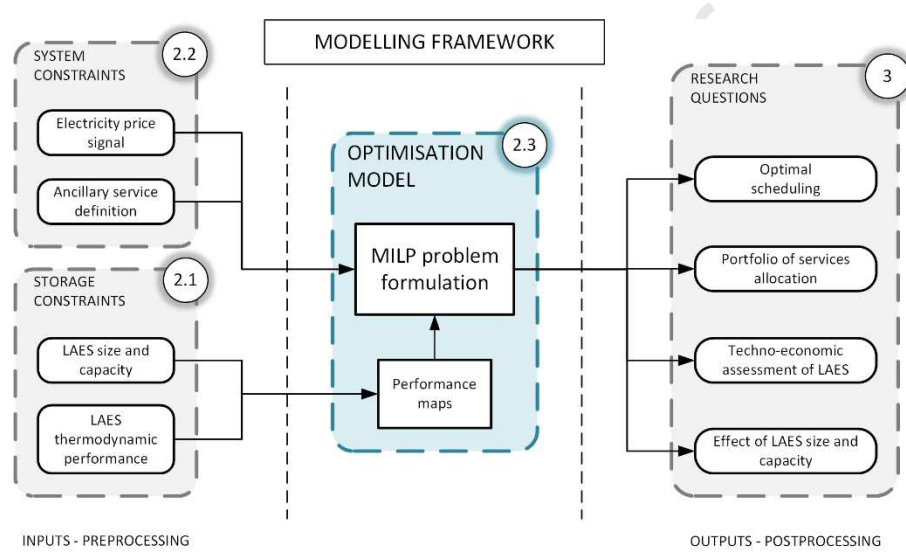 MODELLING FRAMEWORK
2.2
SYSTEM
CONSTRAINTS
Electricity price
signal
Ancillary service
definition
2.1
STORAGE
CONSTRAINTS
LAES size and
capacity
LAES
thermodynamic
performance
INPUTS - PREPROCESSING
2.3
OPTIMISATION
MODEL
MILP problem
formulation
Performance
maps
3
RESEARCH
QUESTIONS
Optimal
scheduling
Portfolio of services
allocation
Techno-economic
assessment of LAES
Effect of LAES size and
capacity
OUTPUTS - POSTPROCESSING